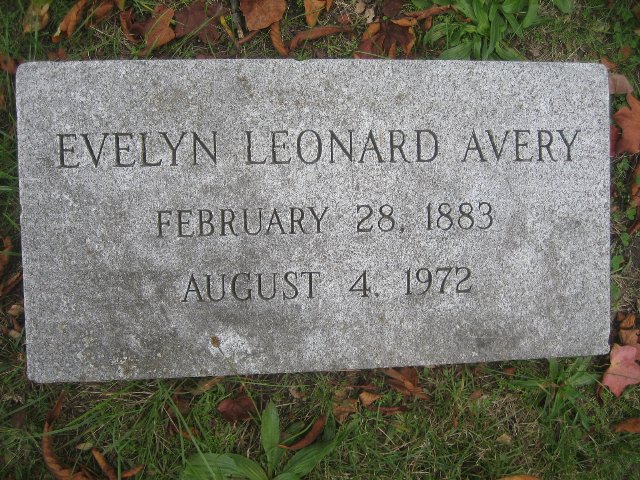 EVELYN LEONARD AVERY
FEBRUARY 28, 1883
AUGUST 4, 1972